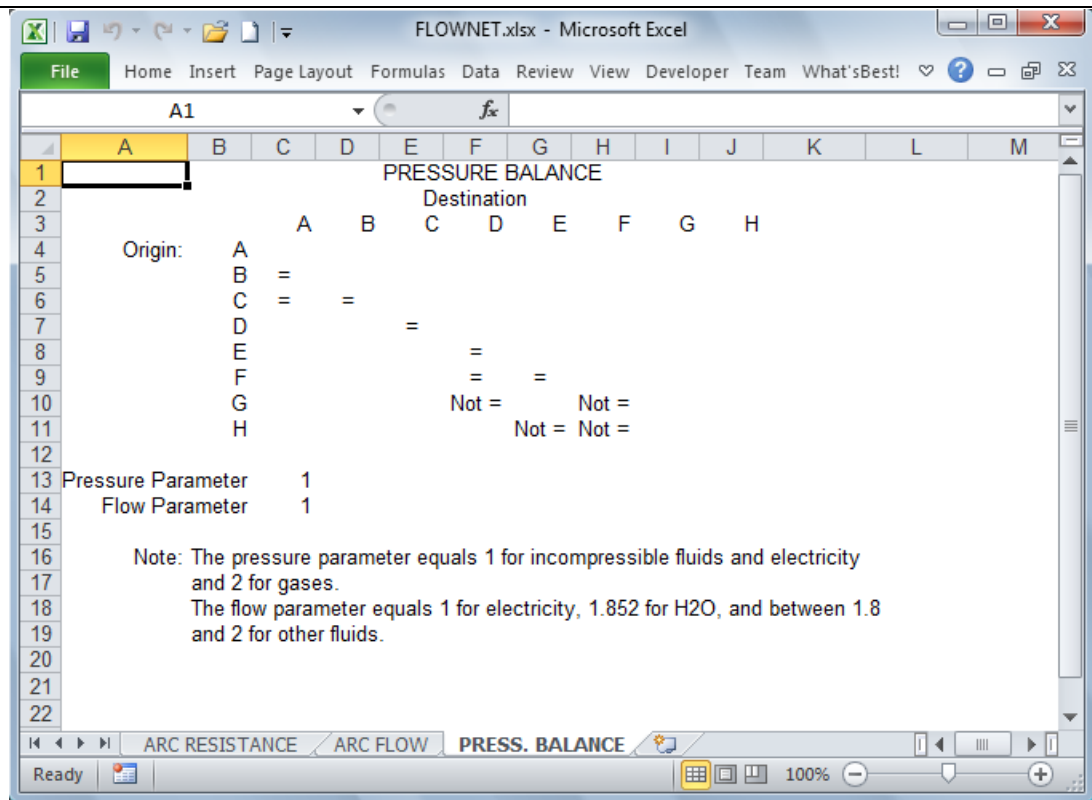 FLOWNET.xlsx - Microsoft Excel
File Home Insert Page Layout Formulas Data Review View Developer Team What'sBest!
A1 fx
A B C D E F G H I J K L M
1 PRESSURE BALANCE
2 Destination
3 A B C D E F G H
4 Origin: A
5 B =
6 C = =
7 D =
8 E =
9 F = =
10 G Not = Not =
11 H Not = Not =
12
13 Pressure Parameter 1
14 Flow Parameter 1
15
16 Note: The pressure parameter equals 1 for incompressible fluids and electricity
17 and 2 for gases.
18 The flow parameter equals 1 for electricity, 1.852 for H2O, and between 1.8
19 and 2 for other fluids.
20
21
22
ARC RESISTANCE ARC FLOW PRESS. BALANCE
Ready 100%